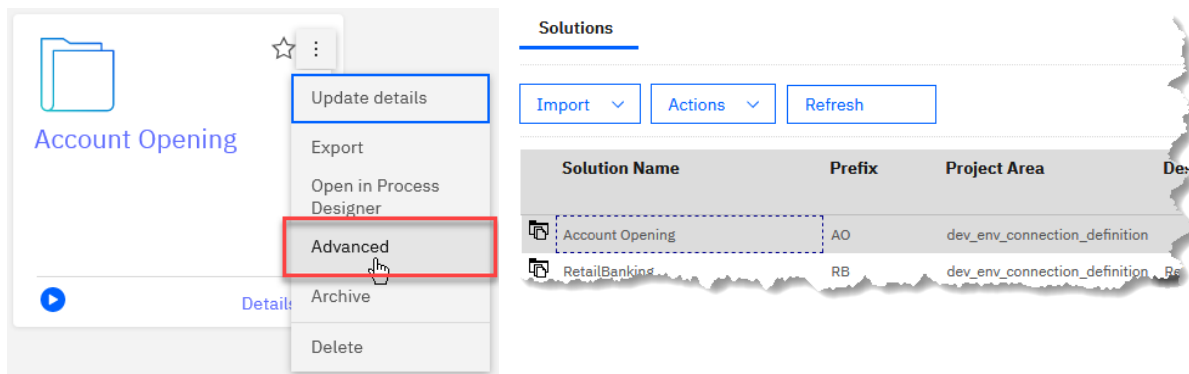 Account Opening
Update details
Export
Open in Process
Designer
Advanced
Archive
Delete
Solutions
Import
Actions
Refresh
Solution Name Prefix Project Area
Account Opening AO dev_env_connection_definition
RetailBanking RB dev_env_connection_definition